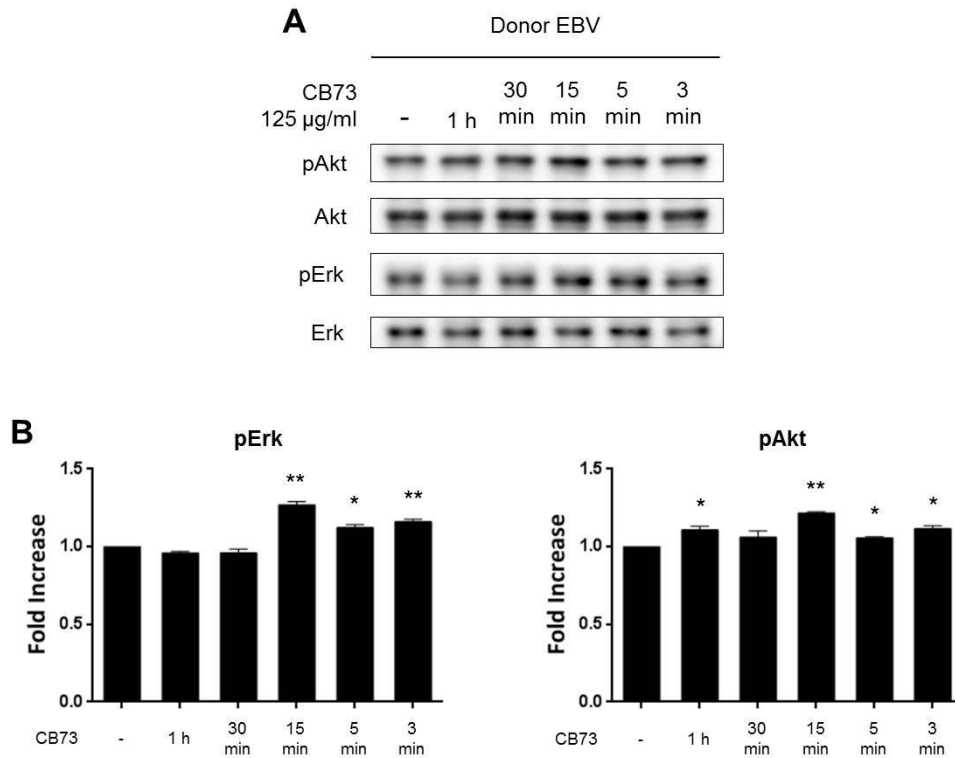 A
Donor EBV
CB73
125 µg/ml
-
1 h
30
min
15
min
5
min
3
min
pAkt
Akt
pErk
Erk
B
pErk
Fold Increase
1.5
1.0
0.5
0.0
**
*
**
CB73
-
1 h
30
min
15
min
5
min
3
min
pAkt
Fold Increase
1.5
1.0
0.5
0.0
*
**
*
*
CB73
-
1 h
30
min
15
min
5
min
3
min